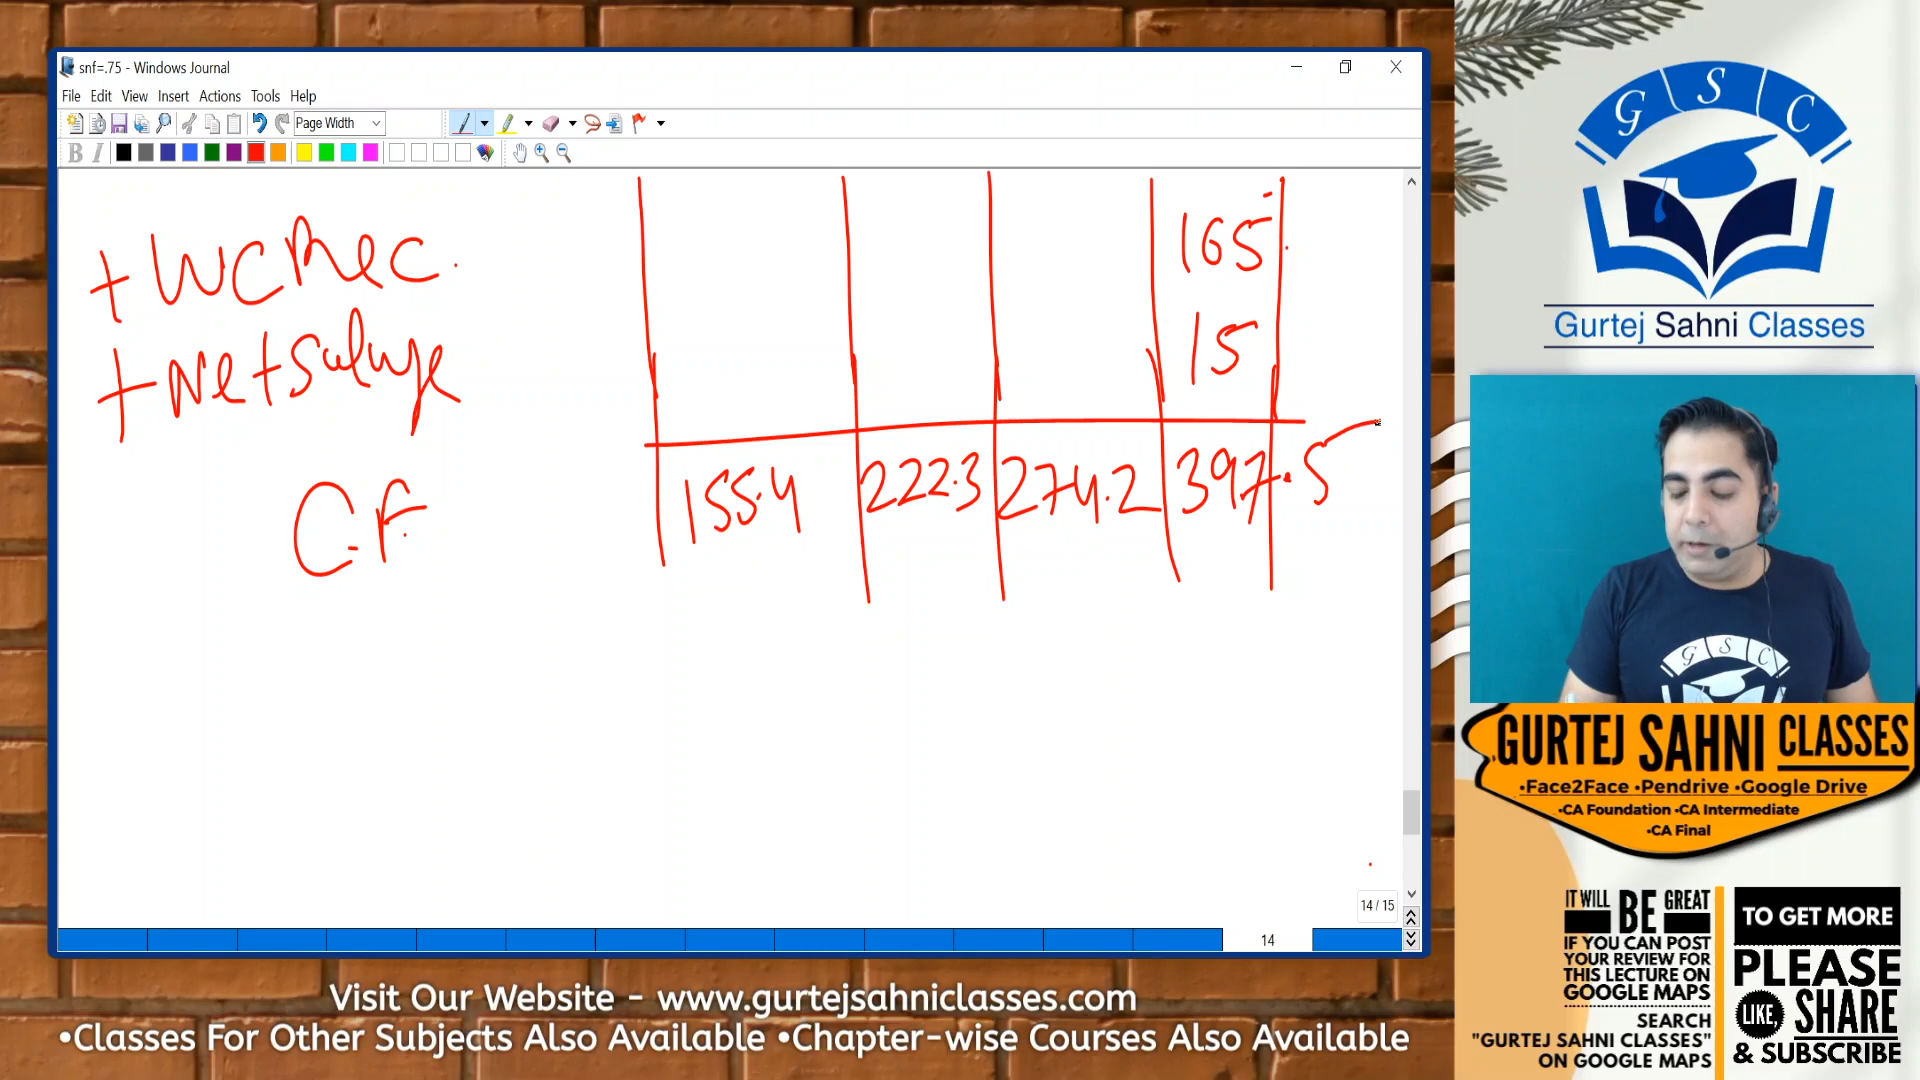 snf=.75 - Windows Journal
File Edit View Insert Actions Tools Help
Page Width
B I
+ WC Rec. 165
+ Net Salvage 15
C.F 155.4 222.3 274.2 397.5
14 / 15
14
G S C
Gurtej Sahni Classes
G S C
GURTEJ SAHNI CLASSES
•Face2Face •Pendrive •Google Drive
•CA Foundation •CA Intermediate
•CA Final
IT WILL BE GREAT
IF YOU CAN POST
YOUR REVIEW FOR
THIS LECTURE ON
GOOGLE MAPS
SEARCH
"GURTEJ SAHNI CLASSES"
ON GOOGLE MAPS
TO GET MORE
PLEASE
LIKE, SHARE
& SUBSCRIBE
Visit Our Website - www.gurtejsahniclasses.com
•Classes For Other Subjects Also Available •Chapter-wise Courses Also Available